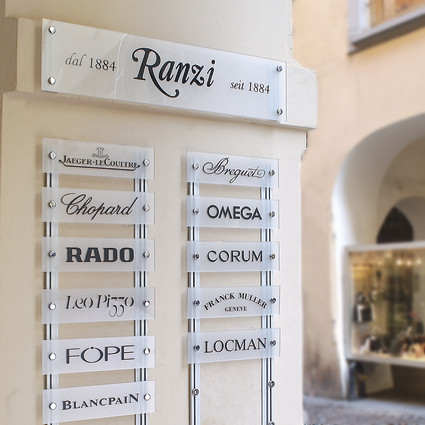 dal 1884 Ranzi seit 1884
JAEGER-LECOULTRE
Chopard
RADO
Leo Pizzo
FOPE
BLANCPAIN
Breguet
OMEGA
CORUM
FRANCK MULLER
GENEVE
LOCMAN